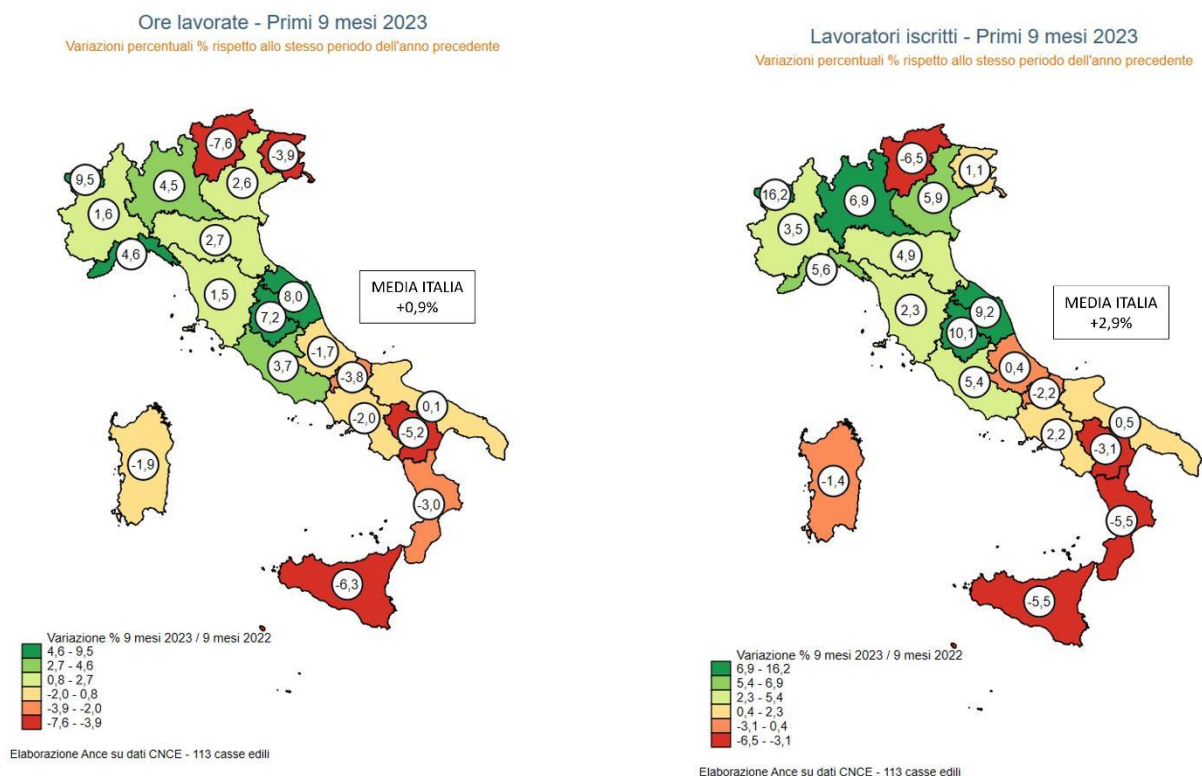 Ore lavorate - Primi 9 mesi 2023
Variazioni percentuali % rispetto allo stesso periodo dell'anno precedente
-7,6
-3,9
9,5
4,5
2,6
1,6
2,7
4,6
1,5
8,0
7,2
MEDIA ITALIA
+0,9%
-1,7
3,7
-3,8
0,1
-2,0
-5,2
-1,9
-3,0
-6,3
Variazione % 9 mesi 2023 / 9 mesi 2022
4,6 - 9,5
2,7 - 4,6
0,8 - 2,7
-2,0 - 0,8
-3,9 - -2,0
-7,6 - -3,9
Elaborazione Ance su dati CNCE - 113 casse edili
Lavoratori iscritti - Primi 9 mesi 2023
Variazioni percentuali % rispetto allo stesso periodo dell'anno precedente
-6,5
1,1
16,2
6,9
5,9
3,5
4,9
5,6
2,3
9,2
10,1
MEDIA ITALIA
+2,9%
0,4
5,4
-2,2
0,5
2,2
-3,1
-1,4
-5,5
-5,5
Variazione % 9 mesi 2023 / 9 mesi 2022
6,9 - 16,2
5,4 - 6,9
2,3 - 5,4
0,4 - 2,3
-3,1 - 0,4
-6,5 - -3,1
Elaborazione Ance su dati CNCE - 113 casse edili